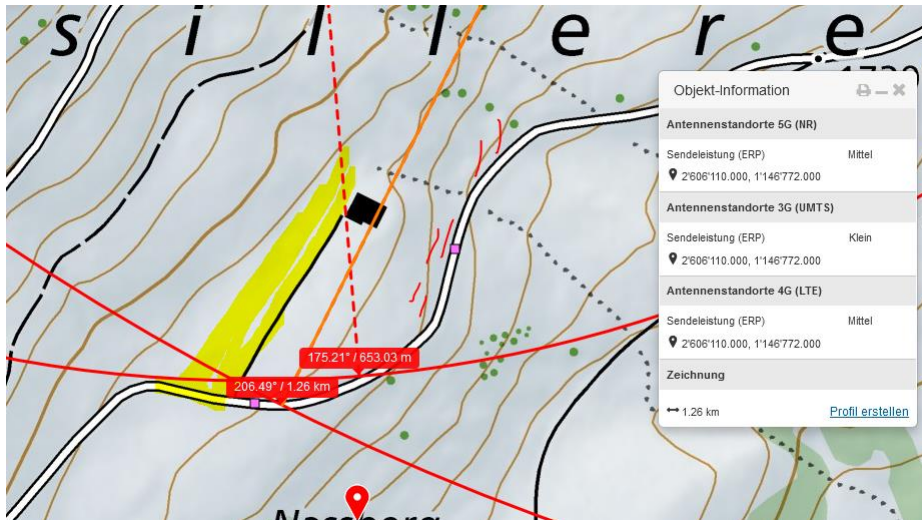 s i l l e r e
Objekt-Information
Antennenstandorte 5G (NR)
Sendeleistung (ERP) Mittel
2'606'110.000, 1'146'772.000
Antennenstandorte 3G (UMTS)
Sendeleistung (ERP) Klein
2'606'110.000, 1'146'772.000
Antennenstandorte 4G (LTE)
Sendeleistung (ERP) Mittel
2'606'110.000, 1'146'772.000
Zeichnung
1.26 km Profil erstellen
175.21° / 653.03 m
206.49° / 1.26 km